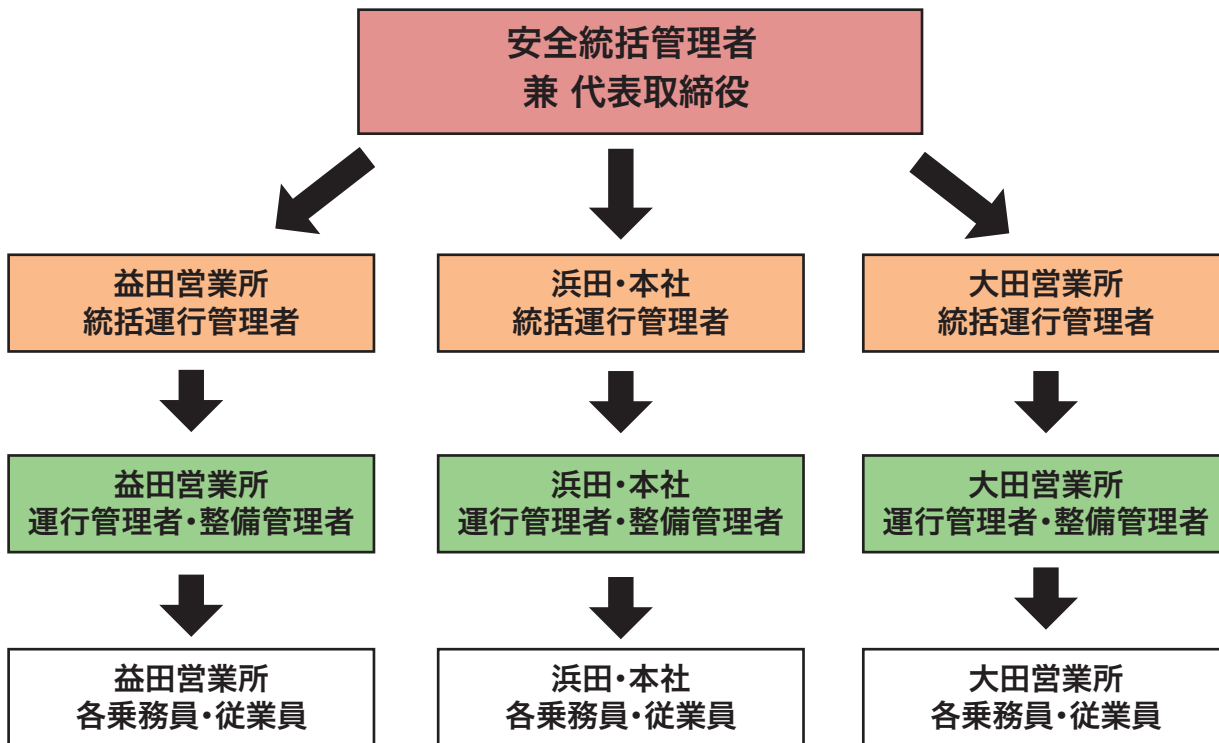 安全統括管理者
兼 代表取締役
益田営業所
統括運行管理者
浜田・本社
統括運行管理者
大田営業所
統括運行管理者
益田営業所
運行管理者・整備管理者
浜田・本社
運行管理者・整備管理者
大田営業所
運行管理者・整備管理者
益田営業所
各乗務員・従業員
浜田・本社
各乗務員・従業員
大田営業所
各乗務員・従業員